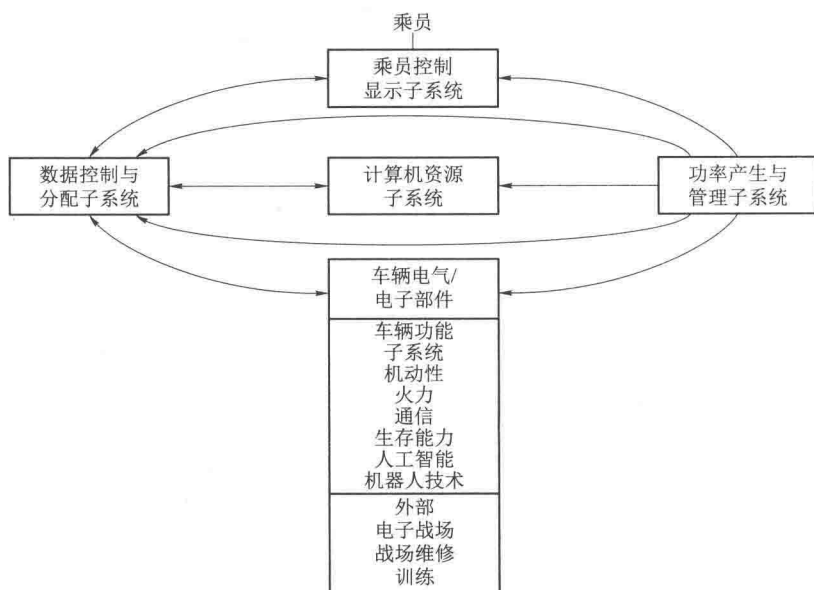 乘员
乘员控制
显示子系统
数据控制与
分配子系统
计算机资源
子系统
功率产生与
管理子系统
车辆电气/
电子部件
车辆功能
子系统
机动性
火力
通信
生存能力
人工智能
机器人技术
外部
电子战场
战场维修
训练